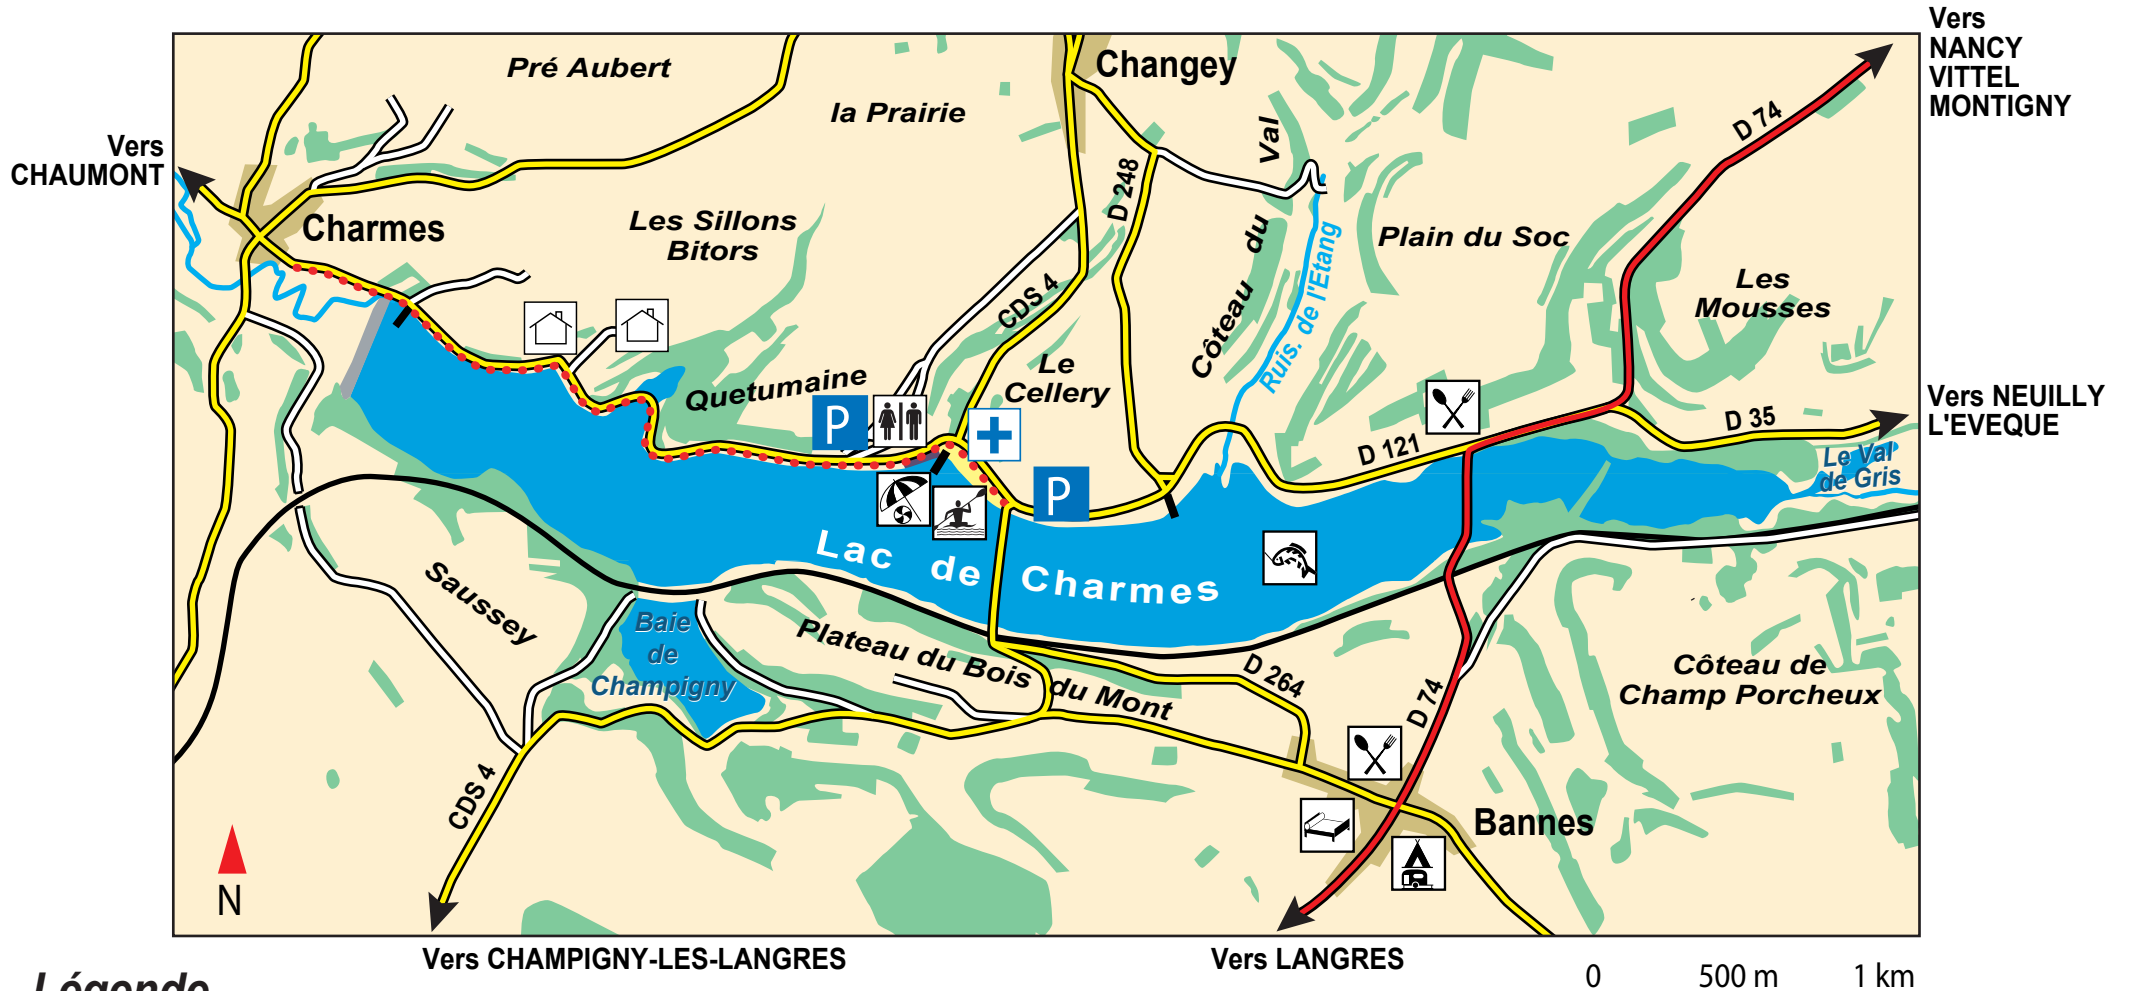 Vers
NANCY
VITTEL
MONTIGNY
Vers
CHAUMONT
Pré Aubert
la Prairie
Changey
D 74
Val
du
Côteau
D 248
Charmes
Les Sillons
Bitors
CDS 4
Ruis. de l'Etang
Plain du Soc
Les
Mousses
Le
Cellery
Quetumaine
P
P
D 121
D 35
Vers NEUILLY
L'EVEQUE
Le Val
de Gris
Lac de Charmes
Saussey
Baie
de
Champigny
Plateau du Bois du Mont
D 264
D 74
Côteau de
Champ Porcheux
CDS 4
Bannes
N
Vers CHAMPIGNY-LES-LANGRES
Vers LANGRES
0 500 m 1 km
Légende